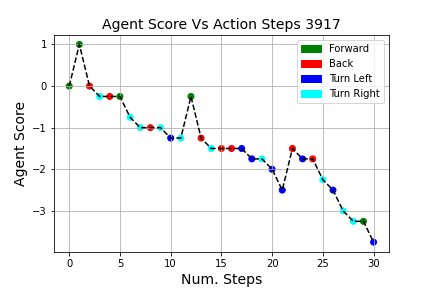 Agent Score Vs Action Steps 3917
Forward
Back
Turn Left
Turn Right
Agent Score
1
0
−1
−2
−3
0 5 10 15 20 25 30
Num. Steps